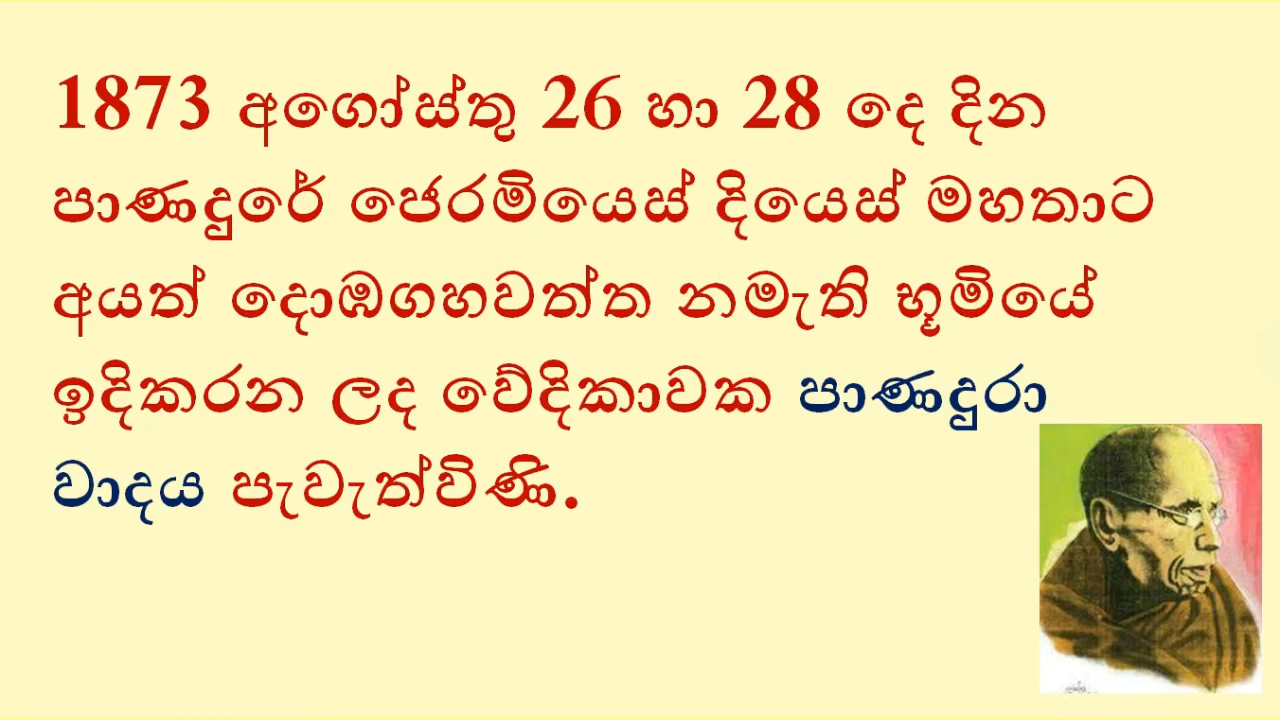 1873 අගෝස්තු 26 හා 28 දෙ දින
පාණදුරේ ජෙරමියෙස් දියෙස් මහතාට
අයත් දොඹගහවත්ත නමැති භූමියේ
ඉදිකරන ලද වේදිකාවක පාණදුරා
වාදය පැවැත්විණි.